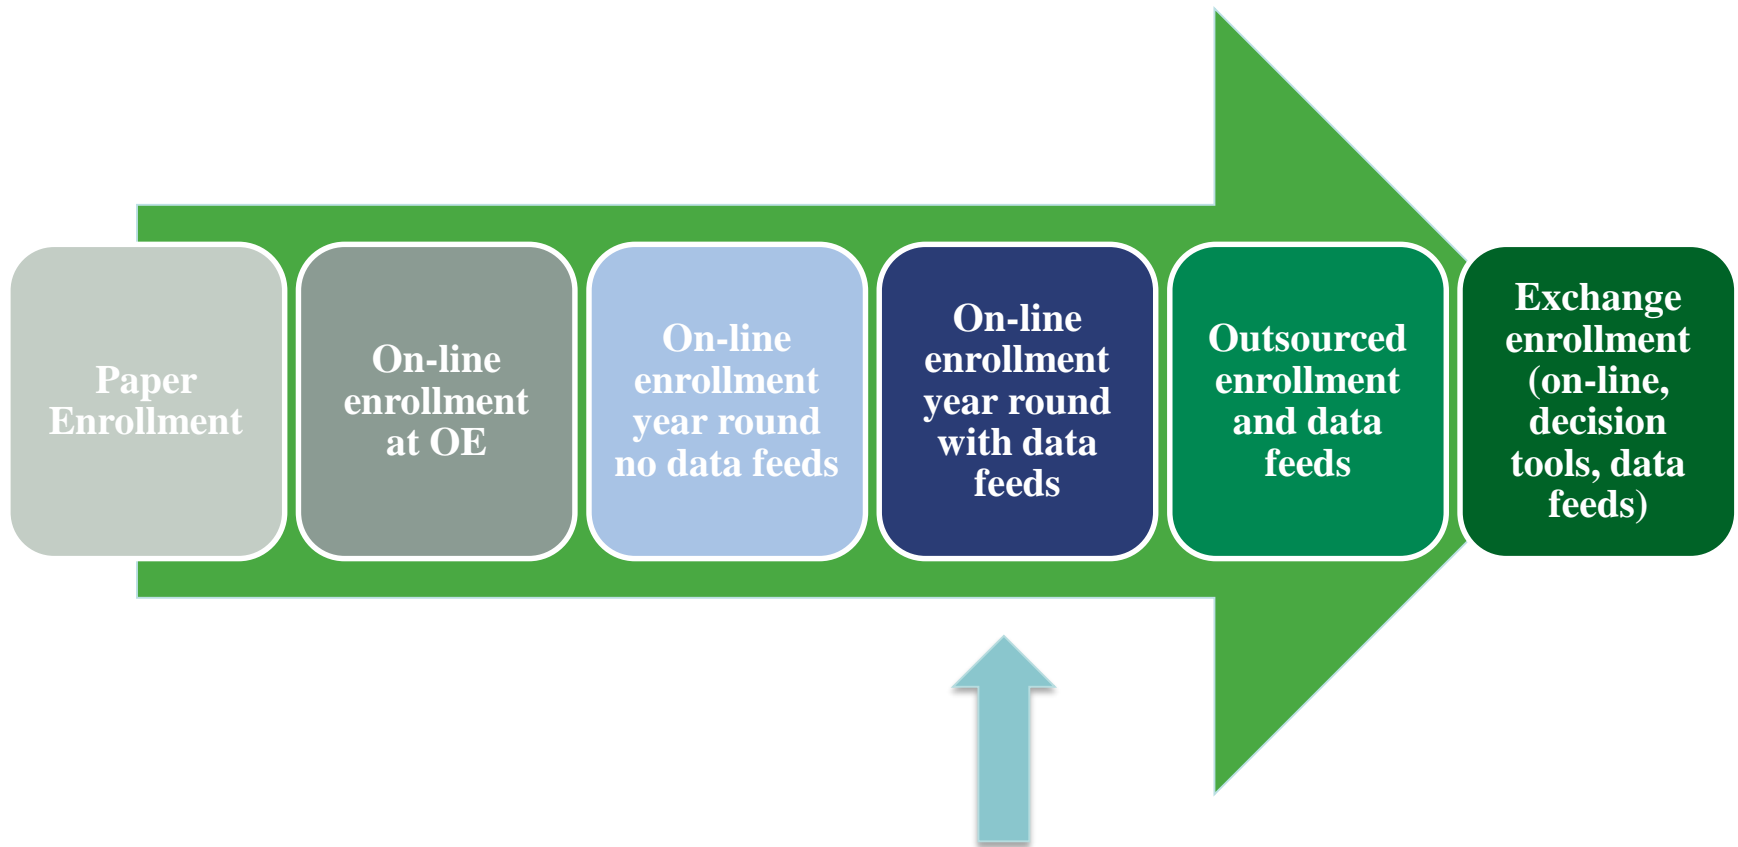 Paper
Enrollment
On-line
enrollment
at OE
On-line
enrollment
year round
no data feeds
On-line
enrollment
year round
with data
feeds
Outsourced
enrollment
and data
feeds
Exchange
enrollment
(on-line,
decision
tools, data
feeds)